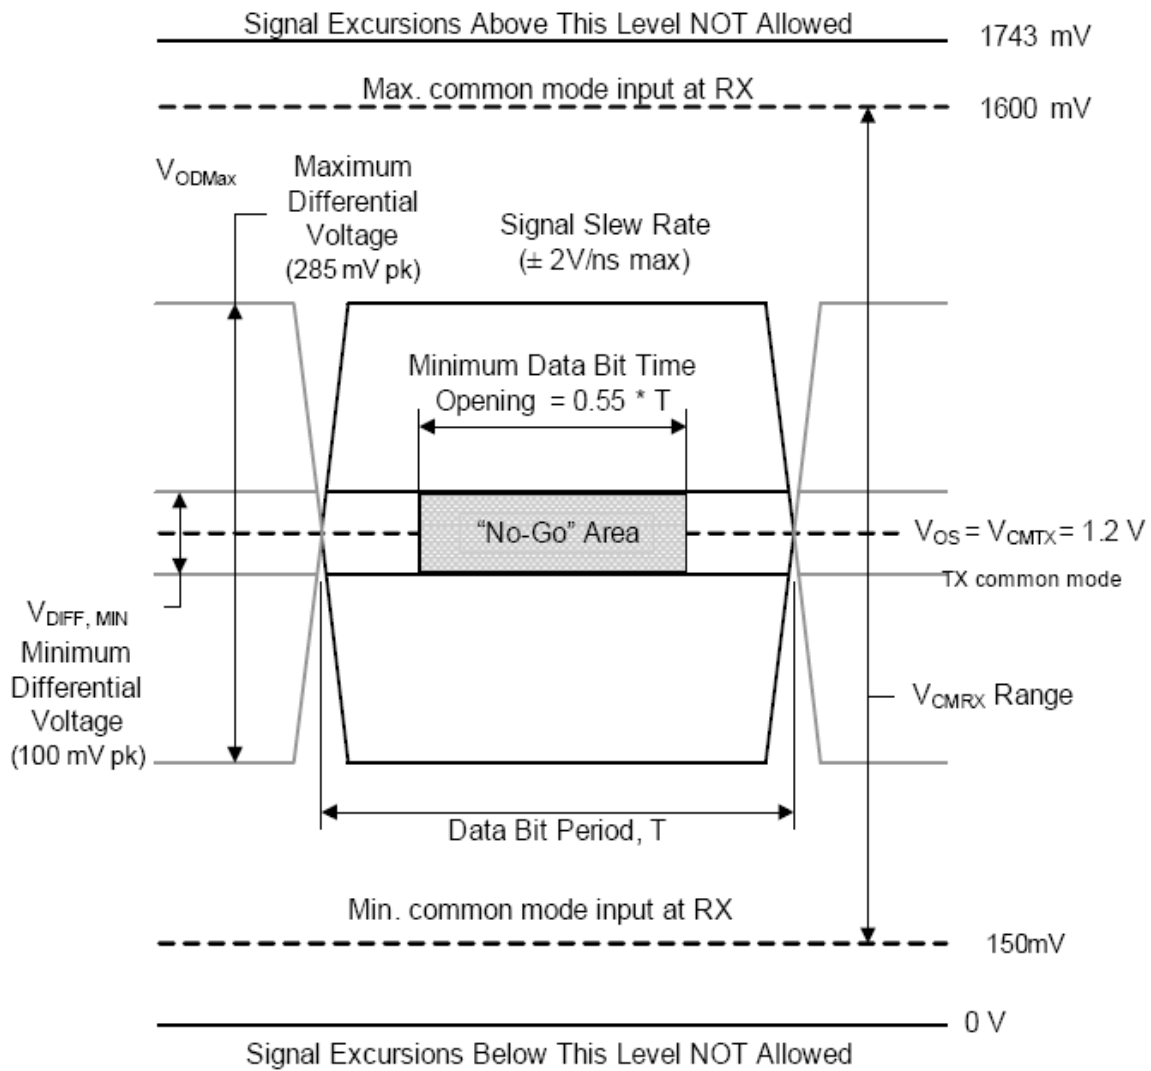 Signal Excursions Above This Level NOT Allowed
1743 mV
Max. common mode input at RX
1600 mV
VODMax
Maximum
Differential
Voltage
(285 mV pk)
Signal Slew Rate
(± 2V/ns max)
Minimum Data Bit Time
Opening = 0.55 * T
"No-Go" Area
VOS = VCMTX = 1.2 V
TX common mode
VDIFF, MIN
Minimum
Differential
Voltage
(100 mV pk)
VCMRX Range
Data Bit Period, T
Min. common mode input at RX
150mV
0 V
Signal Excursions Below This Level NOT Allowed